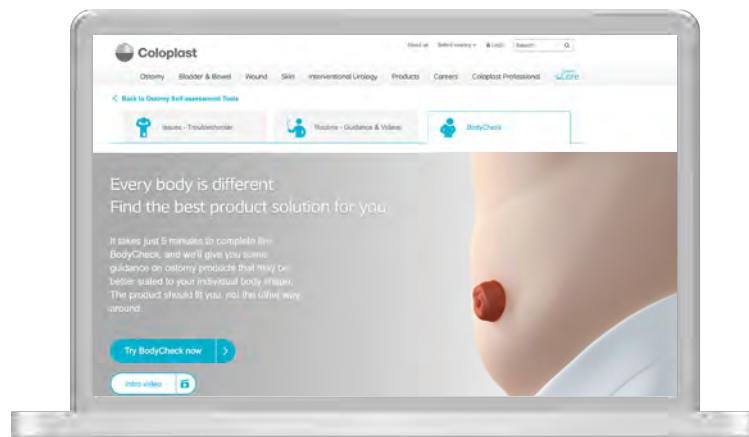 Coloplast
About us Select country Login Search
Ostomy Bladder & Bowel Wound Skin Interventional Urology Products Careers Coloplast Professional Care
Back to Ostomy Self-assessment Tools
Issues - Troubleshooter Routine - Guidance & Videos BodyCheck
Every body is different
Find the best product solution for you
It takes just 5 minutes to complete the
BodyCheck, and we'll give you some
guidance on ostomy products that may be
better suited to your individual body shape.
The product should fit you, not the other way
around.
Try BodyCheck now
Intro video